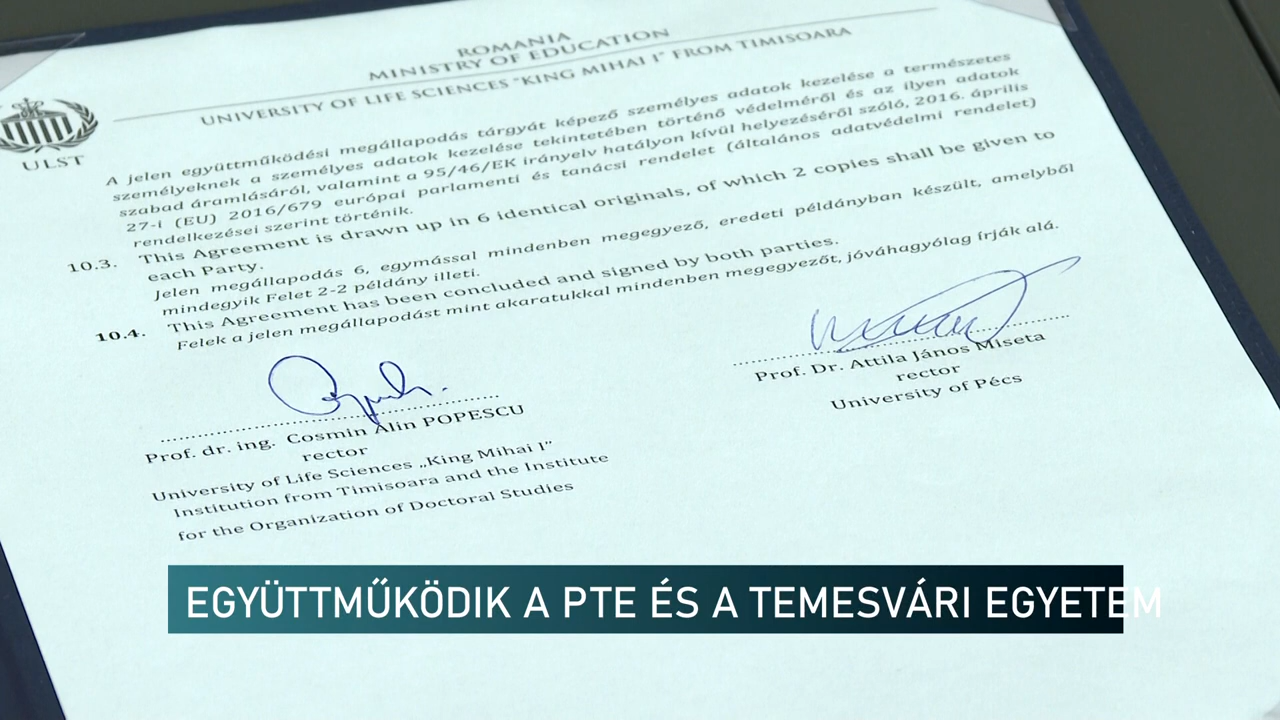 ROMANIA
MINISTRY OF EDUCATION
UNIVERSITY OF LIFE SCIENCES "KING MIHAI I" FROM TIMISOARA
ULST
A jelen együttműködési megállapodás tárgyát képező személyes adatok kezelése a természetes
személyeknek a személyes adatok kezelése tekintetében történő védelméről és az ilyen adatok
szabad áramlásáról, valamint a 95/46/EK irányelv hatályon kívül helyezéséről szóló, 2016. április
27-i (EU) 2016/679 európai parlamenti és tanácsi rendelet (általános adatvédelmi rendelet)
rendelkezései szerint történik.
10.3. This Agreement is drawn up in 6 identical originals, of which 2 copies shall be given to
each Party.
Jelen megállapodás 6, egymással mindenben megegyező, eredeti példányban készült, amelyből
mindegyik Felet 2-2 példány illeti.
10.4. This Agreement has been concluded and signed by both parties.
Felek a jelen megállapodást mint akaratukkal mindenben megegyezőt, jóváhagyólag írják alá.
Prof. dr. ing. Cosmin Alin POPESCU
rector
University of Life Sciences „King Mihai I”
Institution from Timisoara and the Institute
for the Organization of Doctoral Studies
Prof. Dr. Attila János Miseta
rector
University of Pécs
EGYÜTTMŰKÖDIK A PTE ÉS A TEMESVÁRI EGYETEM